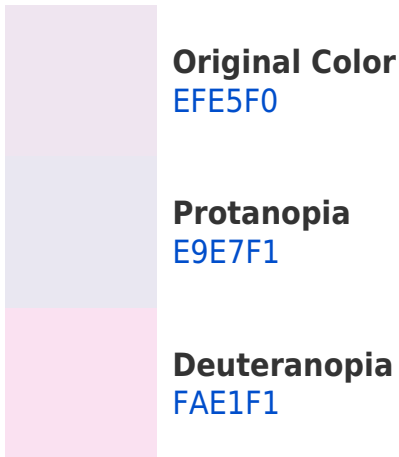 Original Color
EFE5F0
Protanopia
E9E7F1
Deuteranopia
FAE1F1